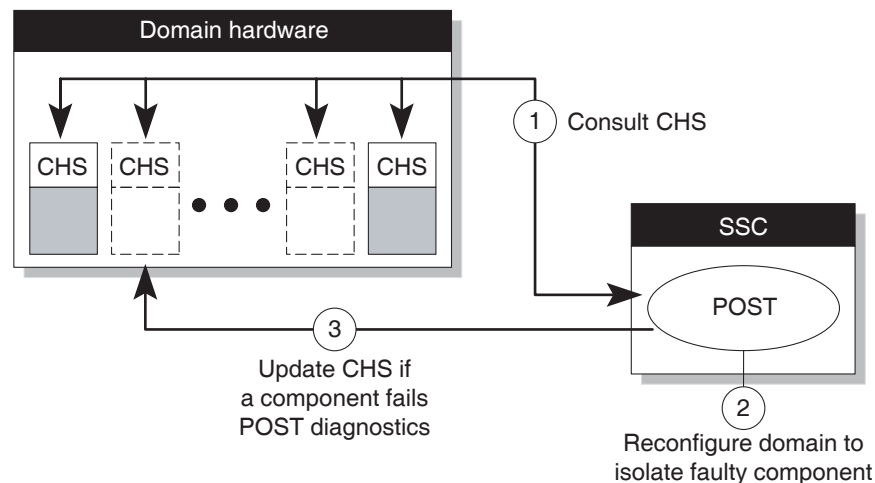 Domain hardware
1 Consult CHS
CHS CHS CHS CHS
SSC
POST
3
Update CHS if
a component fails
POST diagnostics
2
Reconfigure domain to
isolate faulty component